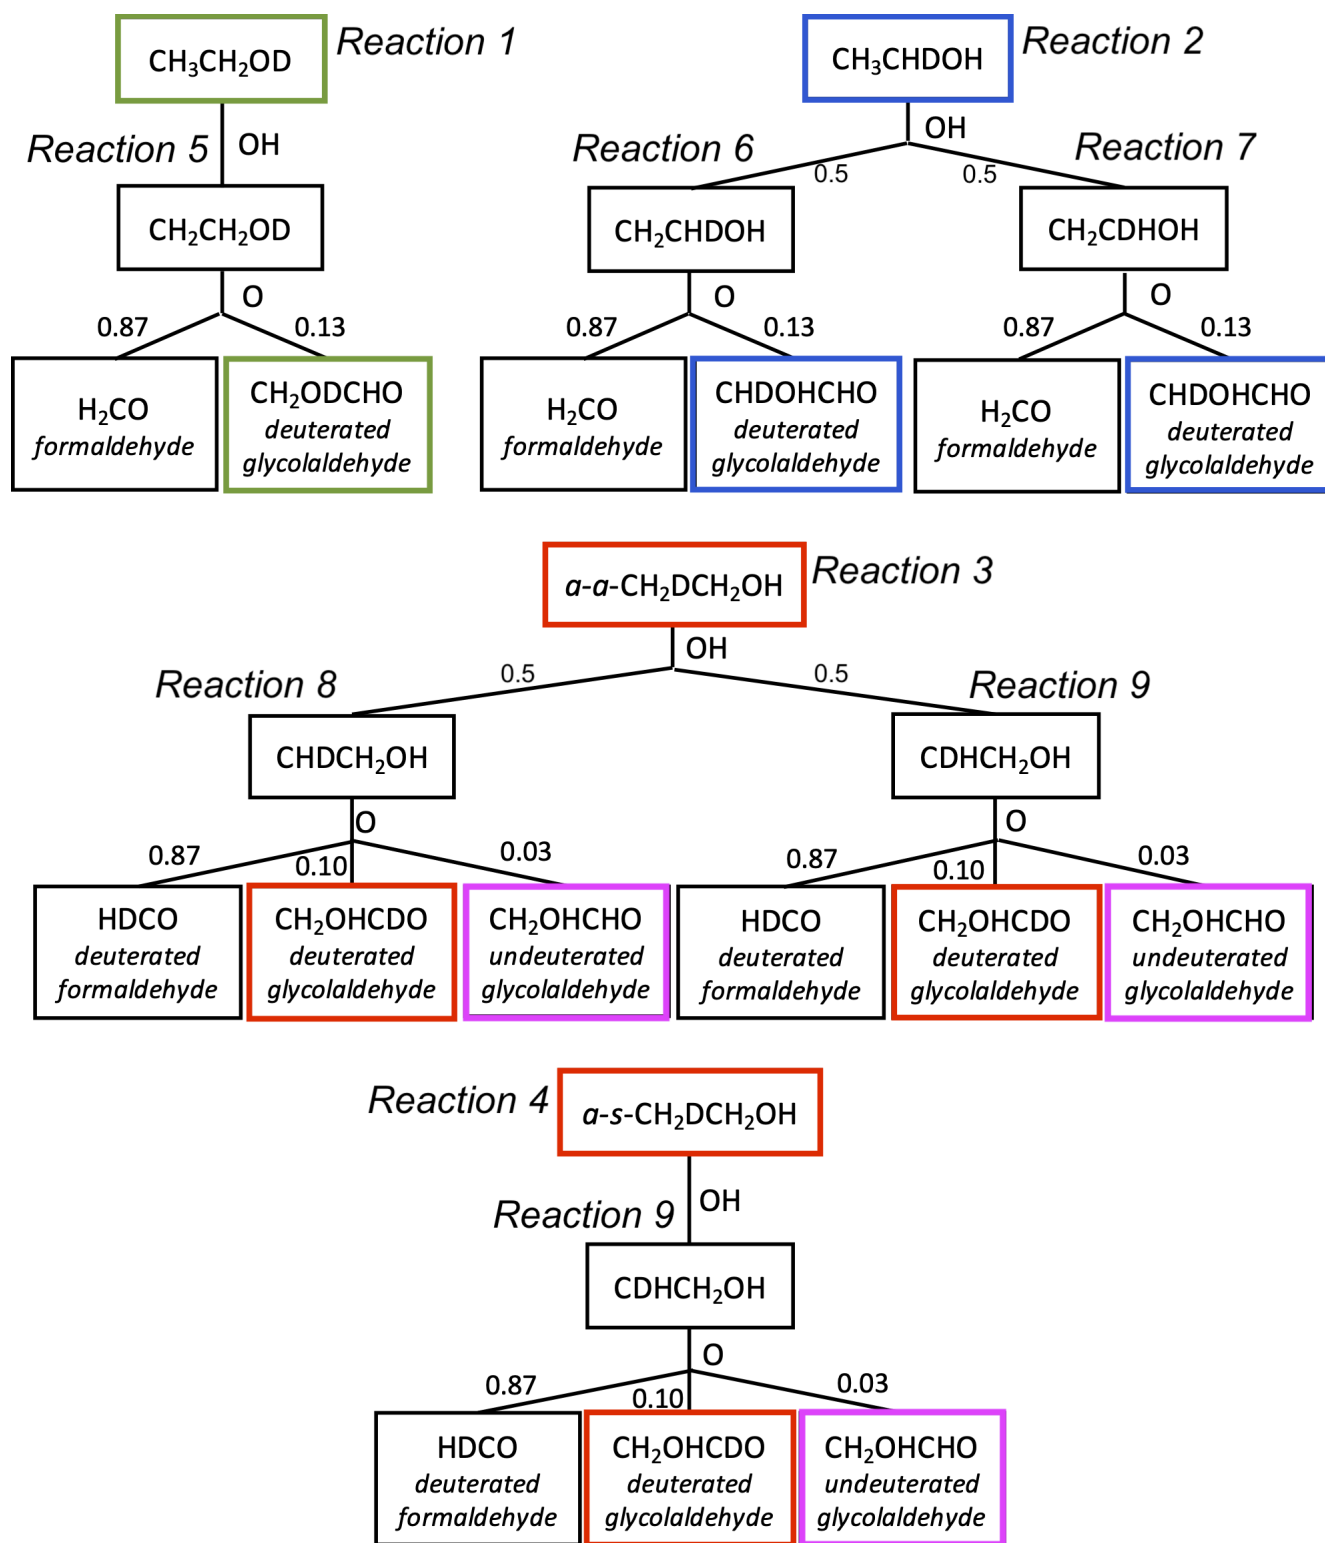 CH₃CH₂OD
Reaction 1
CH₃CHDOH
Reaction 2
Reaction 5
OH
Reaction 6
OH
Reaction 7
0.5
0.5
CH₂CH₂OD
CH₂CHDOH
CH₂CDHOH
O
O
O
0.87
0.13
0.87
0.13
0.87
0.13
H₂CO
formaldehyde
CH₂ODCHO
deuterated
glycolaldehyde
H₂CO
formaldehyde
CHDOHCHO
deuterated
glycolaldehyde
H₂CO
formaldehyde
CHDOHCHO
deuterated
glycolaldehyde
a-a-CH₂DCH₂OH
Reaction 3
OH
Reaction 8
0.5
0.5
Reaction 9
CHDCH₂OH
CDHCH₂OH
O
O
0.87
0.10
0.03
0.87
0.10
0.03
HDCO
deuterated
formaldehyde
CH₂OHCDO
deuterated
glycolaldehyde
CH₂OHCHO
undeuterated
glycolaldehyde
HDCO
deuterated
formaldehyde
CH₂OHCDO
deuterated
glycolaldehyde
CH₂OHCHO
undeuterated
glycolaldehyde
Reaction 4
a-s-CH₂DCH₂OH
Reaction 9
OH
CDHCH₂OH
O
0.87
0.10
0.03
HDCO
deuterated
formaldehyde
CH₂OHCDO
deuterated
glycolaldehyde
CH₂OHCHO
undeuterated
glycolaldehyde